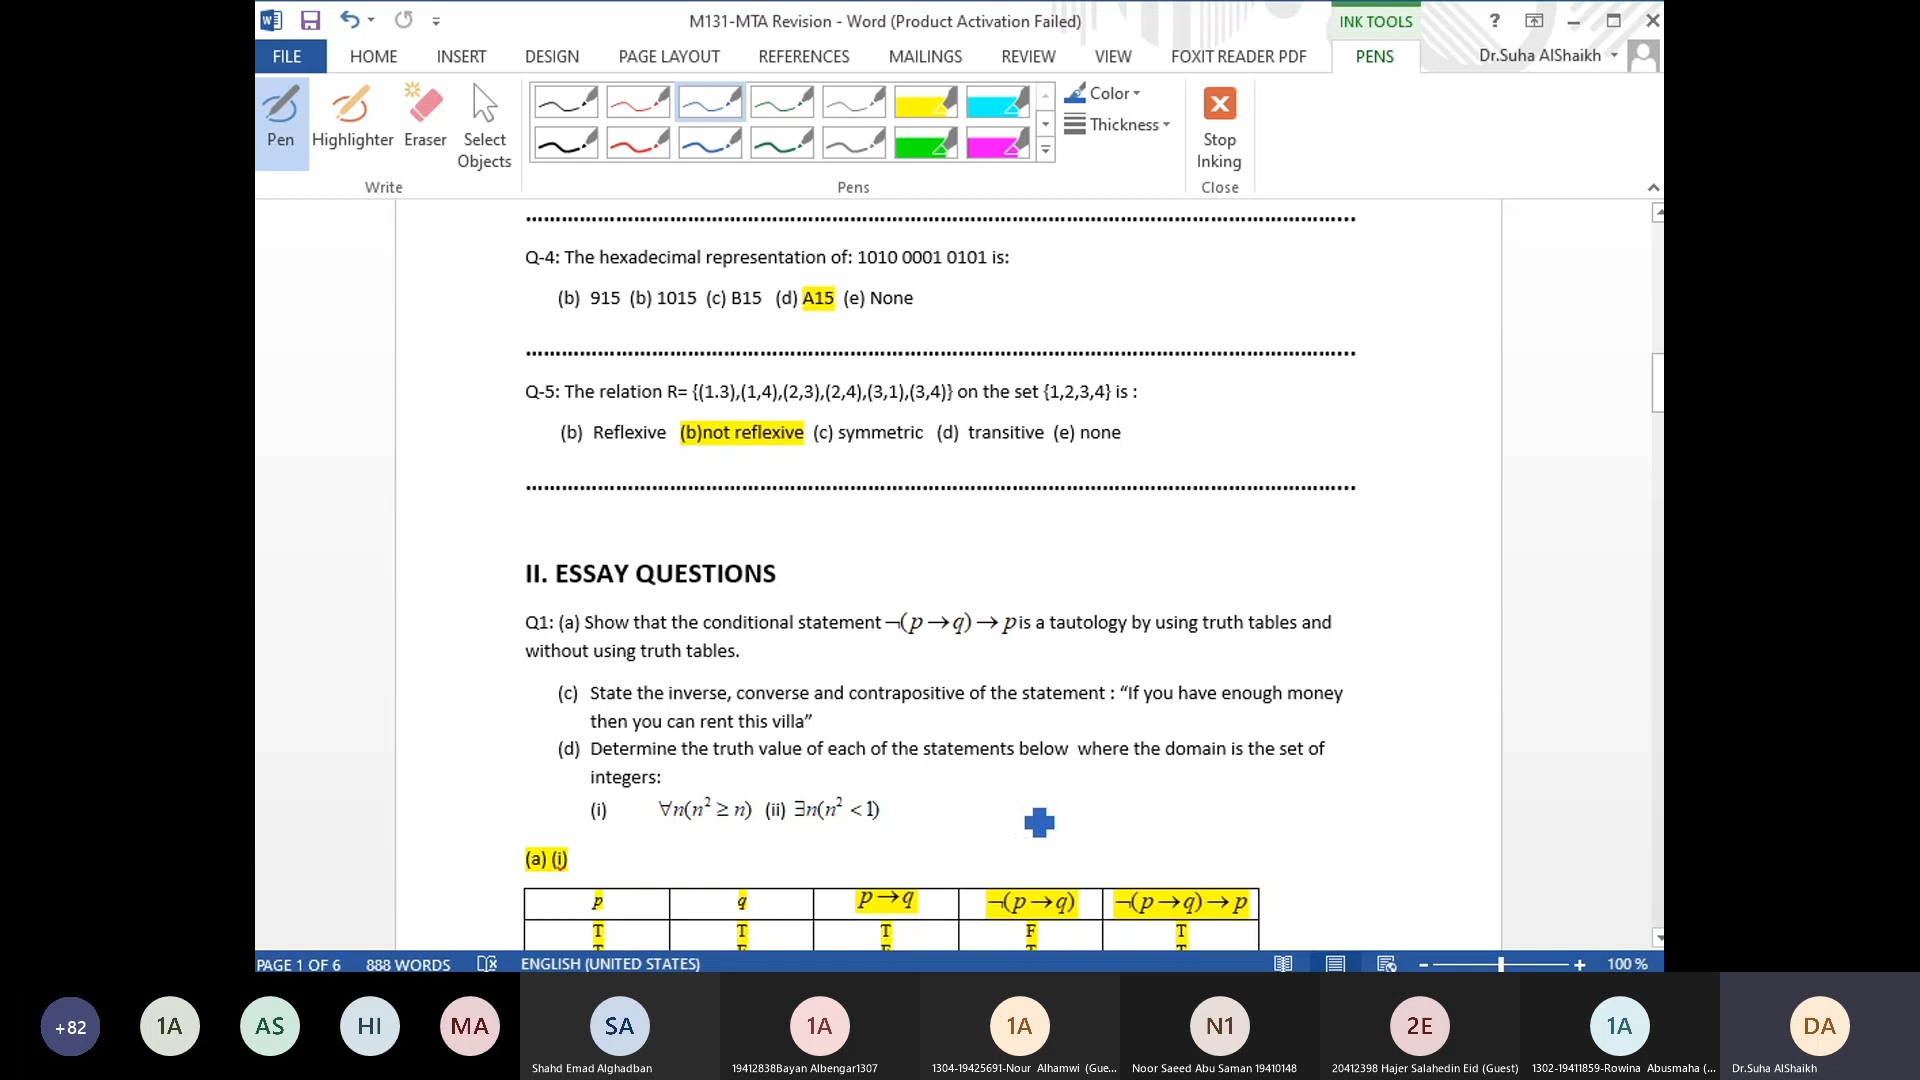 M131-MTA Revision - Word (Product Activation Failed)
INK TOOLS
?
FILE HOME INSERT DESIGN PAGE LAYOUT REFERENCES MAILINGS REVIEW VIEW FOXIT READER PDF PENS Dr.Suha AlShaikh
Pen Highlighter Eraser Select Objects
Color
Thickness
Stop Inking
Write Pens Close
Q-4: The hexadecimal representation of: 1010 0001 0101 is:
(b) 915 (b) 1015 (c) B15 (d) A15 (e) None
Q-5: The relation R= {(1.3),(1,4),(2,3),(2,4),(3,1),(3,4)} on the set {1,2,3,4} is :
(b) Reflexive (b)not reflexive (c) symmetric (d) transitive (e) none
II. ESSAY QUESTIONS
Q1: (a) Show that the conditional statement ¬(p→q)→p is a tautology by using truth tables and
without using truth tables.
(c) State the inverse, converse and contrapositive of the statement : “If you have enough money
then you can rent this villa”
(d) Determine the truth value of each of the statements below where the domain is the set of
integers:
(i) ∀n(n² ≥ n) (ii) ∃n(n² < 1)
(a) (i)
p q p→q ¬(p→q) ¬(p→q)→p
T T T F T
PAGE 1 OF 6 888 WORDS ENGLISH (UNITED STATES) 100 %
+82 1A AS HI MA SA 1A 1A N1 2E 1A DA
Shahd Emad Alghadban 19412838Bayan Albengar1307 1304-19425691-Nour Alhamwi (Gue... Noor Saeed Abu Saman 19410148 20412398 Hajer Salahedin Eid (Guest) 1302-19411859-Rowina Abusmaha (... Dr.Suha AlShaikh